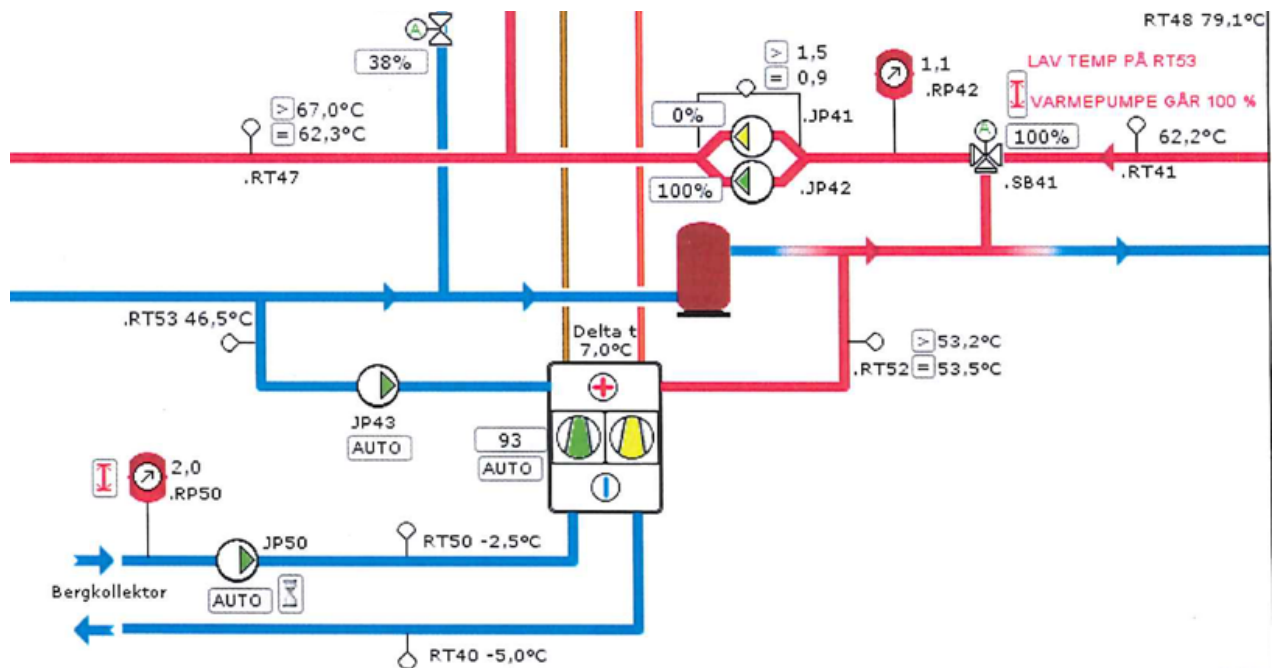 RT48 79,1°C
A
38%
> 1,5
= 0,9
1,1
.RP42
LAV TEMP PÅ RT53
VARMEPUMPE GÅR 100 %
> 67,0°C
= 62,3°C
0%
.JP41
A
100%
62,2°C
.RT47
100%
.JP42
.SB41
.RT41
.RT53 46,5°C
Delta t
7,0°C
> 53,2°C
.RT52 = 53,5°C
JP43
AUTO
93
AUTO
2,0
.RP50
JP50
RT50 -2,5°C
Bergkollektor
AUTO
RT40 -5,0°C